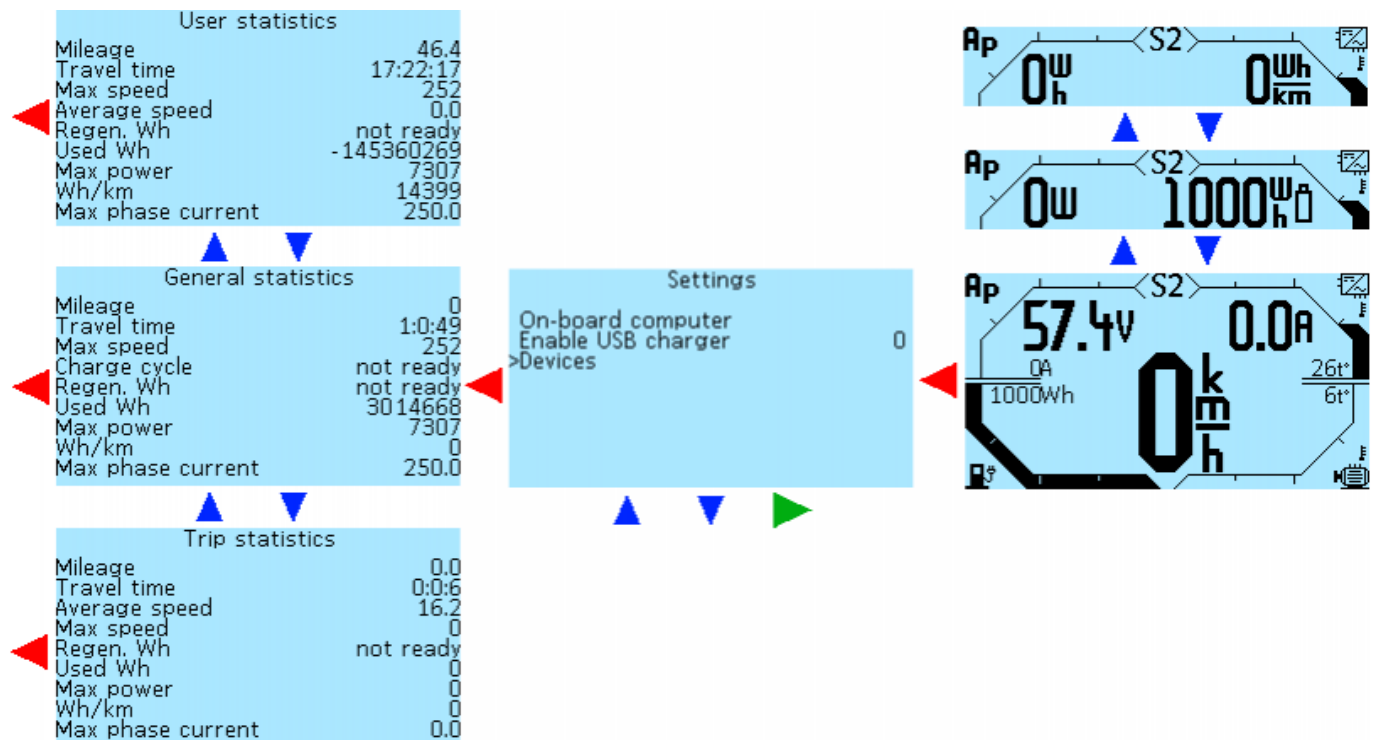 User statistics
Mileage 46.4
Travel time 17:22:17
Max speed 252
Average speed 0.0
Regen. Wh not ready
Used Wh -145360269
Max power 7307
Wh/km 14399
Max phase current 250.0
General statistics
Mileage 0
Travel time 1:0:49
Max speed 252
Charge cycle not ready
Regen. Wh not ready
Used Wh 3014668
Max power 7307
Wh/km 0
Max phase current 250.0
Trip statistics
Mileage 0.0
Travel time 0:0:6
Average speed 16.2
Max speed 0
Regen. Wh not ready
Used Wh 0
Max power 0
Wh/km 0
Max phase current 0.0
Settings
On-board computer
Enable USB charger 0
>Devices
Ap S2
0Wh 0Wh/km
Ap S2
0W 1000Wh
Ap S2
57.4V 0.0A
0A 26t°
1000Wh 6t°
0km/h